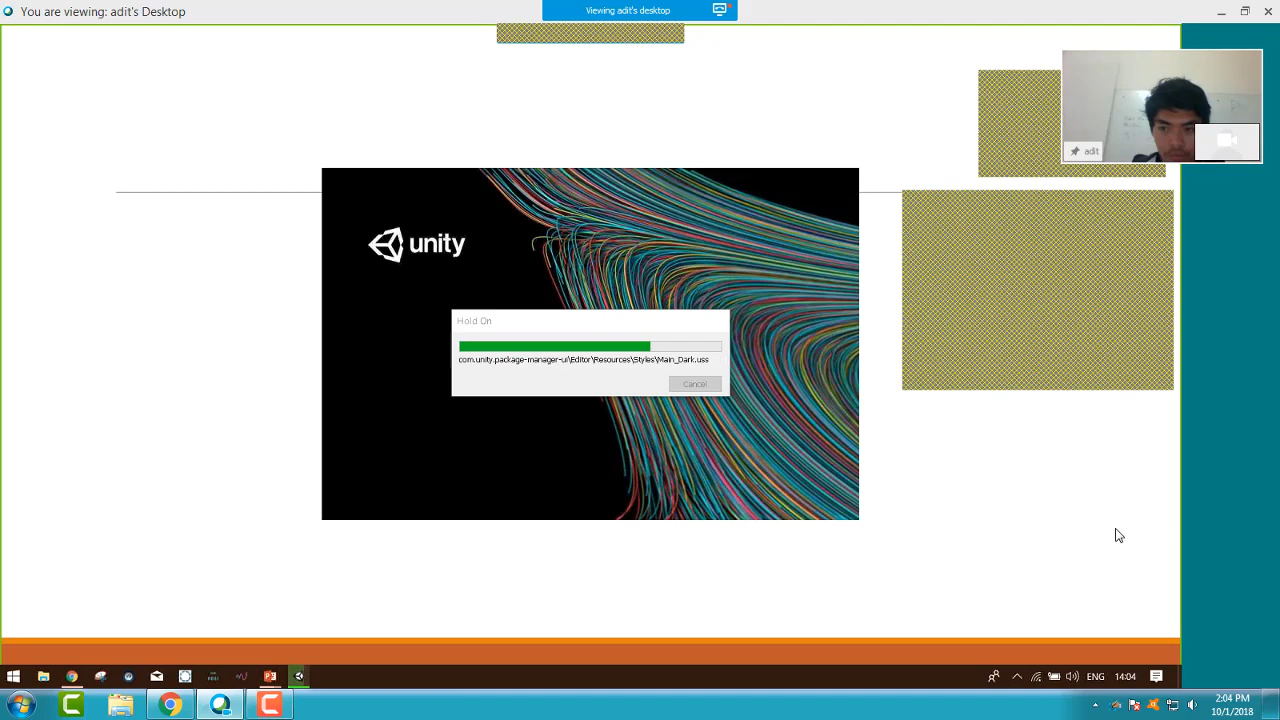 You are viewing: adit's Desktop
Viewing adit's desktop
adit
unity
Hold On
com.unity.package-manager-ui\Editor\Resources\Styles\Main_Dark.uss
Cancel
ENG
14:04
2:04 PM
10/1/2018